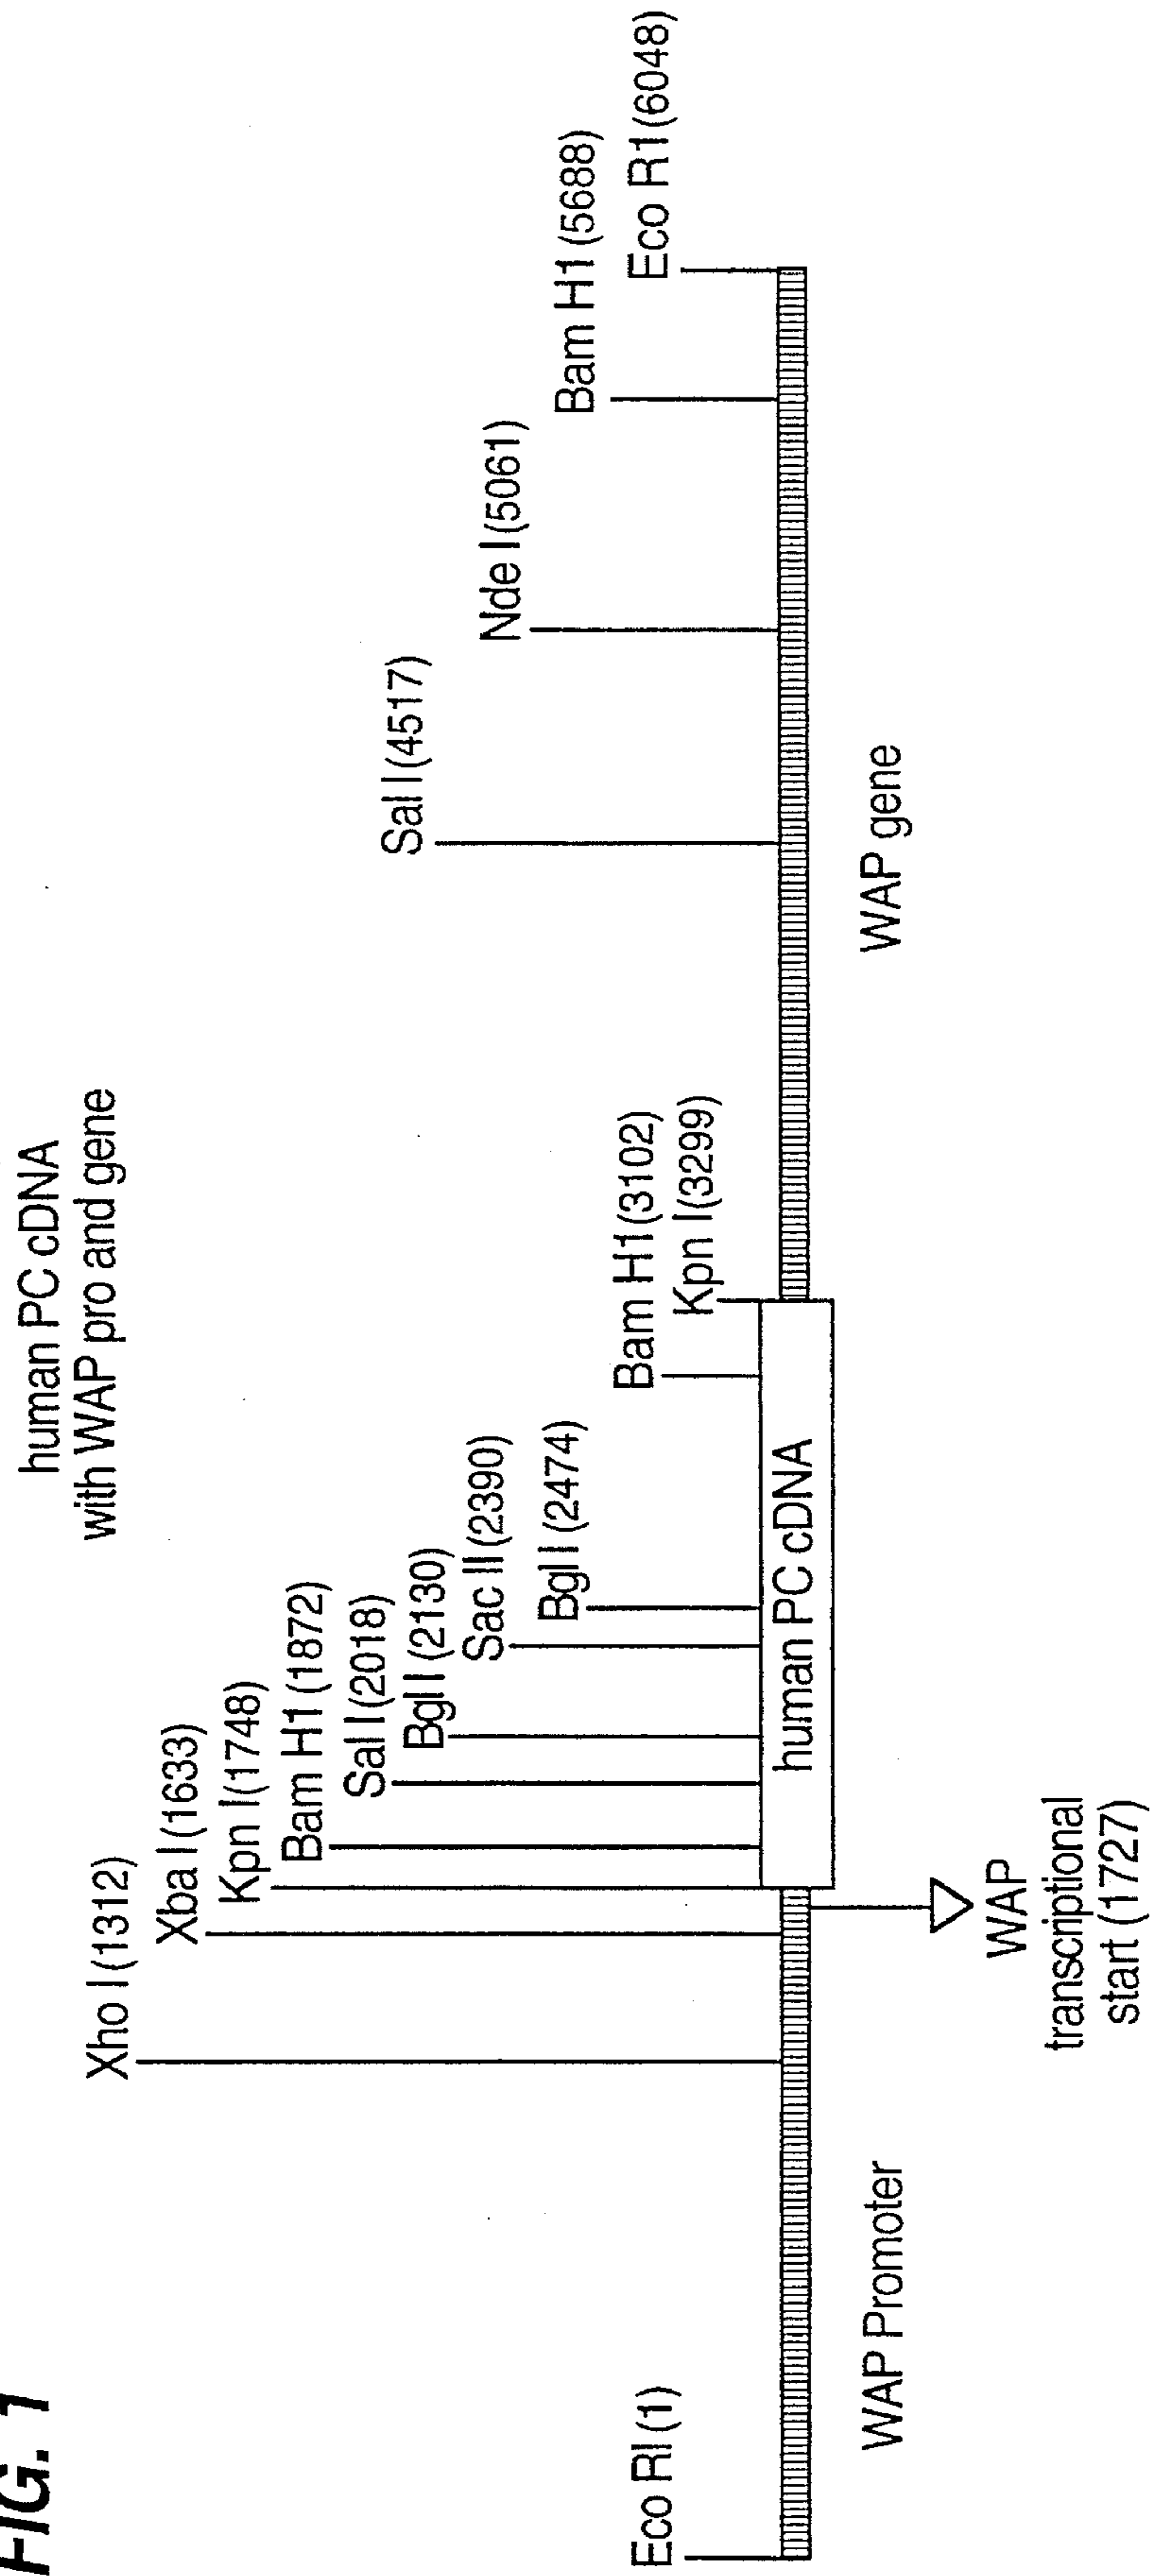 FIG. 1
human PC cDNA
with WAP pro and gene
Eco RI (1)
Xho I (1312)
Xba I (1633)
Kpn I (1748)
Bam H1 (1872)
Sal I (2018)
Bgl I (2130)
Sac II (2390)
Bgl I (2474)
Bam H1 (3102)
Kpn I (3299)
Sal I (4517)
Nde I (5061)
Bam H1 (5688)
Eco R1 (6048)
human PC cDNA
WAP Promoter
WAP
transcriptional
start (1727)
WAP gene